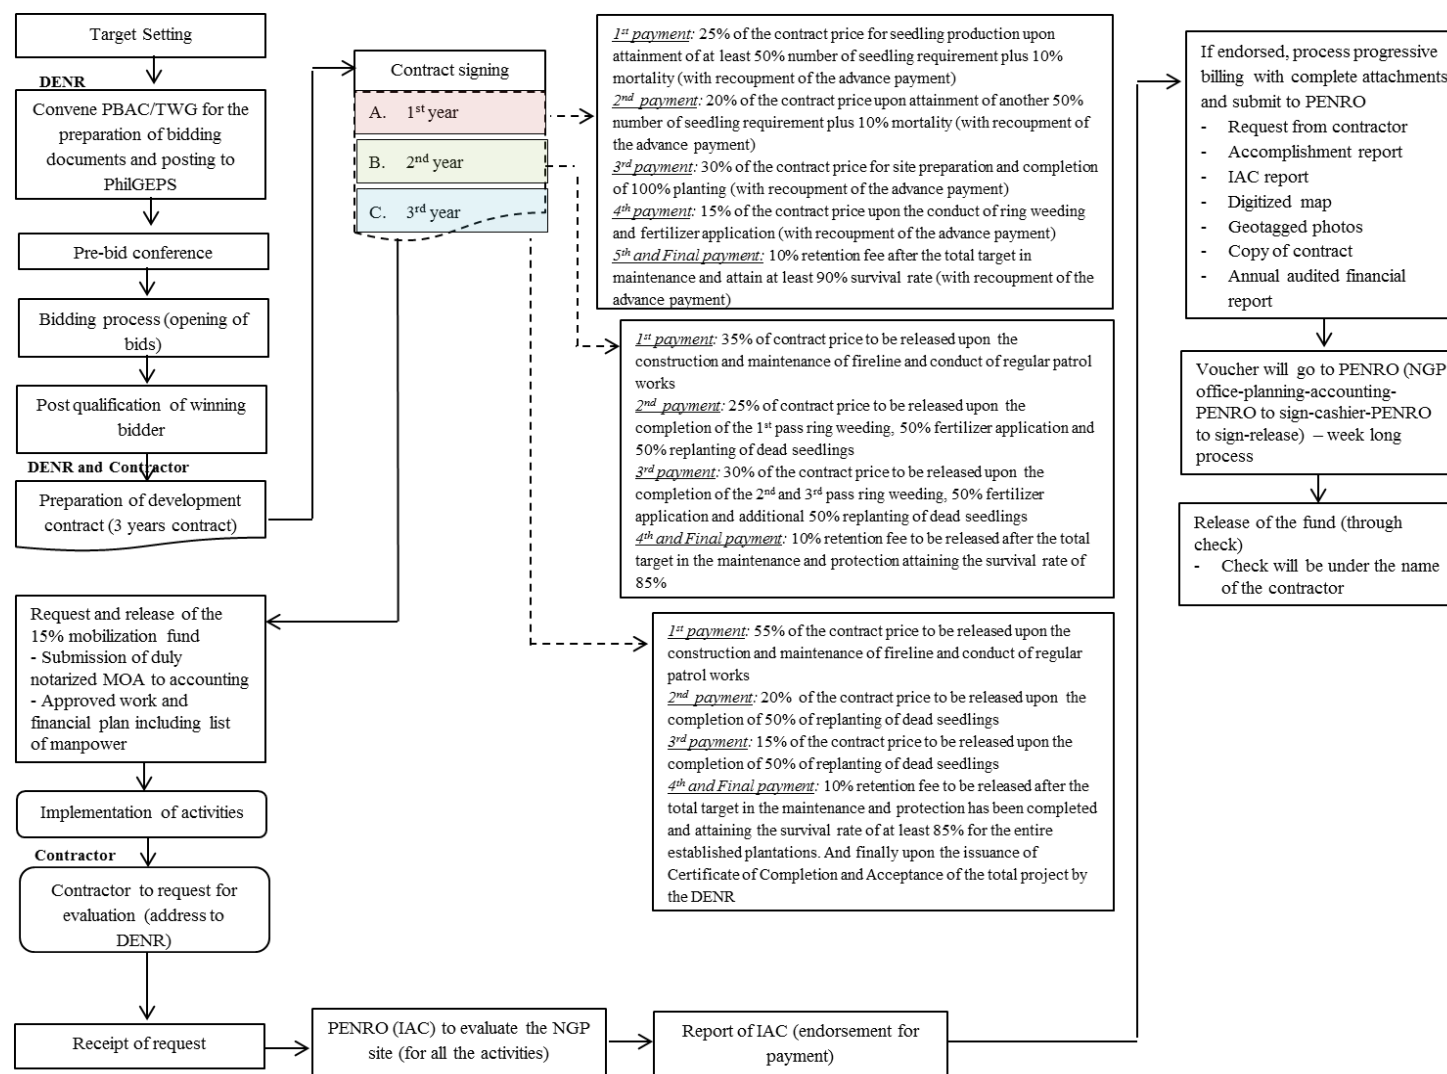 Target Setting
DENR
Convene PBAC/TWG for the
preparation of bidding
documents and posting to
PhilGEPS
Pre-bid conference
Bidding process (opening of
bids)
Post qualification of winning
bidder
DENR and Contractor
Preparation of development
contract (3 years contract)
Contract signing
A. 1st year
B. 2nd year
C. 3rd year
1st payment: 25% of the contract price for seedling production upon
attainment of at least 50% number of seedling requirement plus 10%
mortality (with recoupment of the advance payment)
2nd payment: 20% of the contract price upon attainment of another 50%
number of seedling requirement plus 10% mortality (with recoupment of
the advance payment)
3rd payment: 30% of the contract price for site preparation and completion
of 100% planting (with recoupment of the advance payment)
4th payment: 15% of the contract price upon the conduct of ring weeding
and fertilizer application (with recoupment of the advance payment)
5th and Final payment: 10% retention fee after the total target in
maintenance and attain at least 90% survival rate (with recoupment of the
advance payment)
1st payment: 35% of contract price to be released upon the
construction and maintenance of fireline and conduct of regular patrol
works
2nd payment: 25% of contract price to be released upon the
completion of the 1st pass ring weeding, 50% fertilizer application and
50% replanting of dead seedlings
3rd payment: 30% of the contract price to be released upon the
completion of the 2nd and 3rd pass ring weeding, 50% fertilizer
application and additional 50% replanting of dead seedlings
4th and Final payment: 10% retention fee to be released after the total
target in the maintenance and protection attaining the survival rate of
85%
1st payment: 55% of the contract price to be released upon the
construction and maintenance of fireline and conduct of regular
patrol works
2nd payment: 20% of the contract price to be released upon the
completion of 50% of replanting of dead seedlings
3rd payment: 15% of the contract price to be released upon the
completion of 50% of replanting of dead seedlings
4th and Final payment: 10% retention fee to be released after the
total target in the maintenance and protection has been completed
and attaining the survival rate of at least 85% for the entire
established plantations. And finally upon the issuance of
Certificate of Completion and Acceptance of the total project by
the DENR
Request and release of the
15% mobilization fund
- Submission of duly
notarized MOA to accounting
- Approved work and
financial plan including list
of manpower
Implementation of activities
Contractor
Contractor to request for
evaluation (address to
DENR)
Receipt of request
PENRO (IAC) to evaluate the NGP
site (for all the activities)
Report of IAC (endorsement for
payment)
If endorsed, process progressive
billing with complete attachments
and submit to PENRO
- Request from contractor
- Accomplishment report
- IAC report
- Digitized map
- Geotagged photos
- Copy of contract
- Annual audited financial
report
Voucher will go to PENRO (NGP
office-planning-accounting-
PENRO to sign-cashier-PENRO
to sign-release) – week long
process
Release of the fund (through
check)
- Check will be under the name
of the contractor